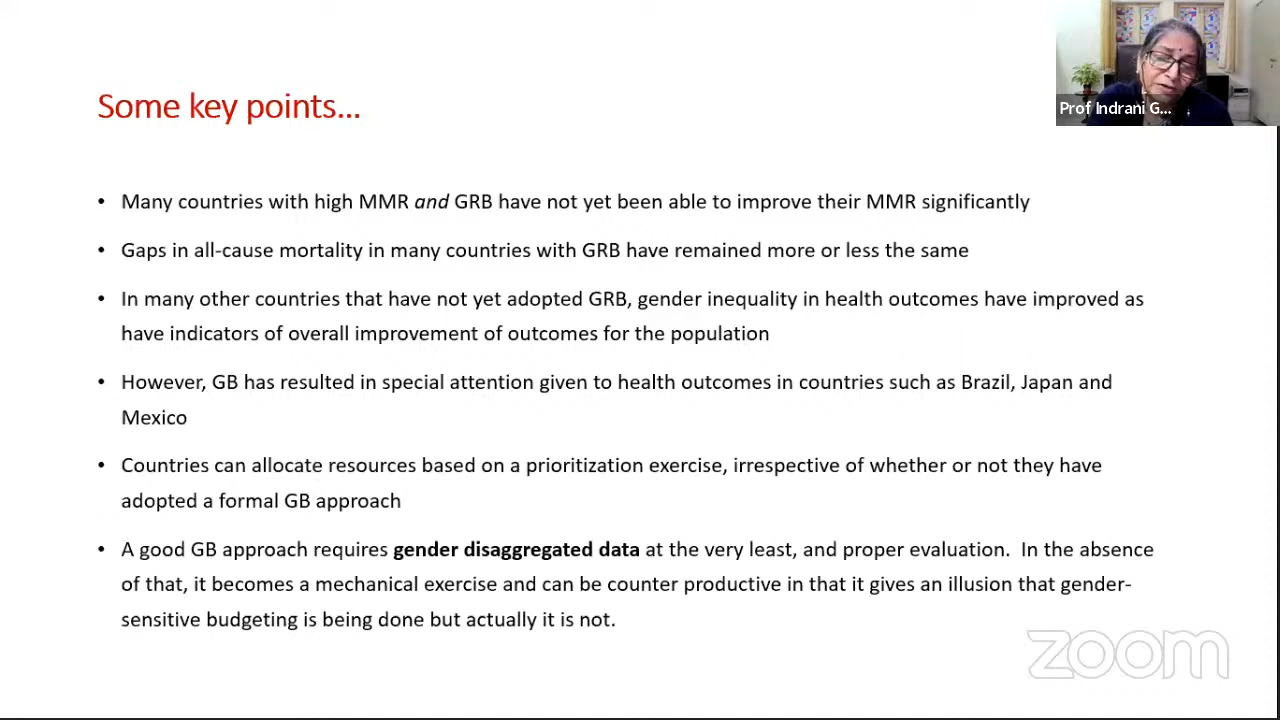 Some key points...
Prof Indrani G...
• Many countries with high MMR and GRB have not yet been able to improve their MMR significantly
• Gaps in all-cause mortality in many countries with GRB have remained more or less the same
• In many other countries that have not yet adopted GRB, gender inequality in health outcomes have improved as
have indicators of overall improvement of outcomes for the population
• However, GB has resulted in special attention given to health outcomes in countries such as Brazil, Japan and
Mexico
• Countries can allocate resources based on a prioritization exercise, irrespective of whether or not they have
adopted a formal GB approach
• A good GB approach requires gender disaggregated data at the very least, and proper evaluation. In the absence
of that, it becomes a mechanical exercise and can be counter productive in that it gives an illusion that gender-
sensitive budgeting is being done but actually it is not.
zoom